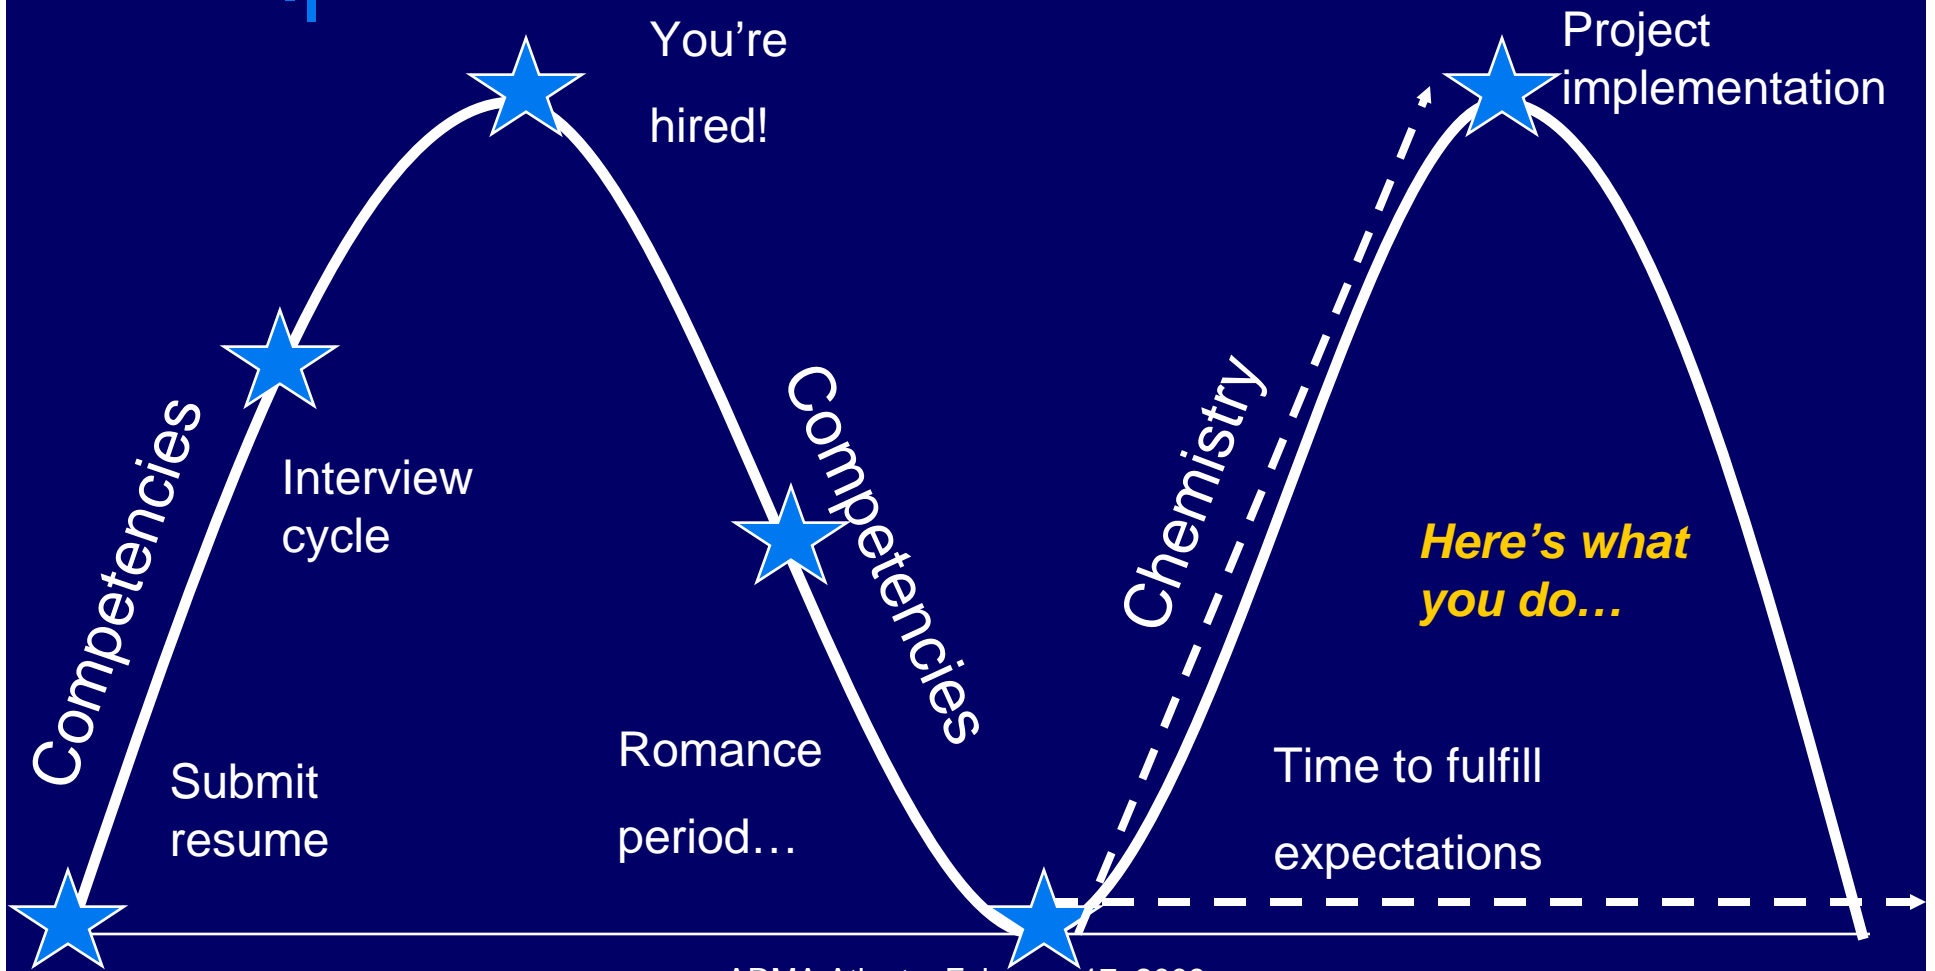 You’re
hired!
Project
implementation
Competencies
Interview
cycle
Competencies
Chemistry
Here’s what
you do…
Submit
resume
Romance
period…
Time to fulfill
expectations